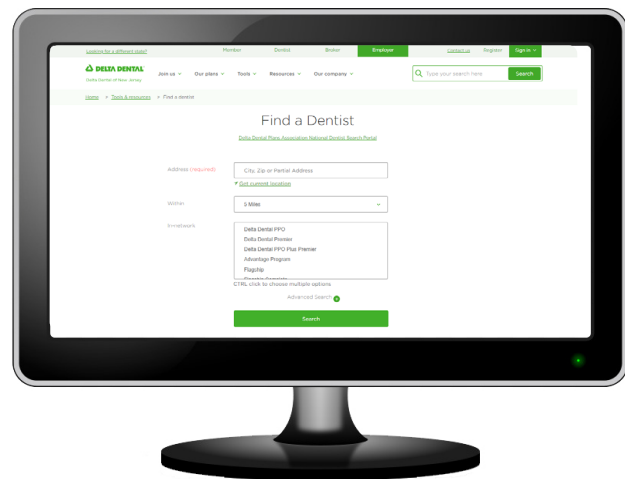 Looking for a different state? Member Dentist Broker Employer Contact us Register Sign in
DELTA DENTAL
Delta Dental of New Jersey
Join us Our plans Tools Resources Our company Type your search here Search
Home > Tools & resources > Find a dentist
Find a Dentist
Delta Dental Plans Association National Dentist Search Portal
Address (required) City, Zip or Partial Address
Get current location
Within 5 Miles
In-network
Delta Dental PPO
Delta Dental Premier
Delta Dental PPO Plus Premier
Advantage Program
Flagship
CTRL click to choose multiple options
Advanced Search
Search